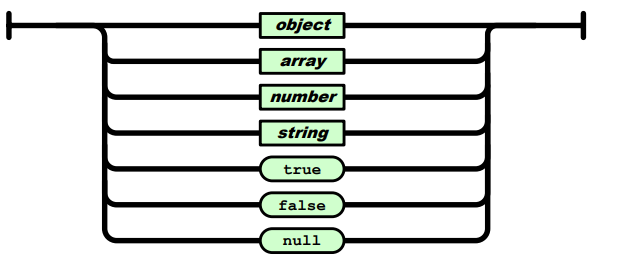 object
array
number
string
true
false
null